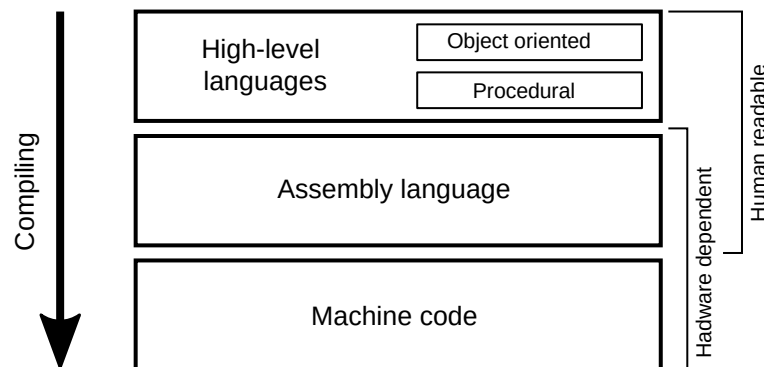 High-level
languages
Object oriented
Procedural
Compiling
Assembly language
Machine code
Hadware dependent
Human readable